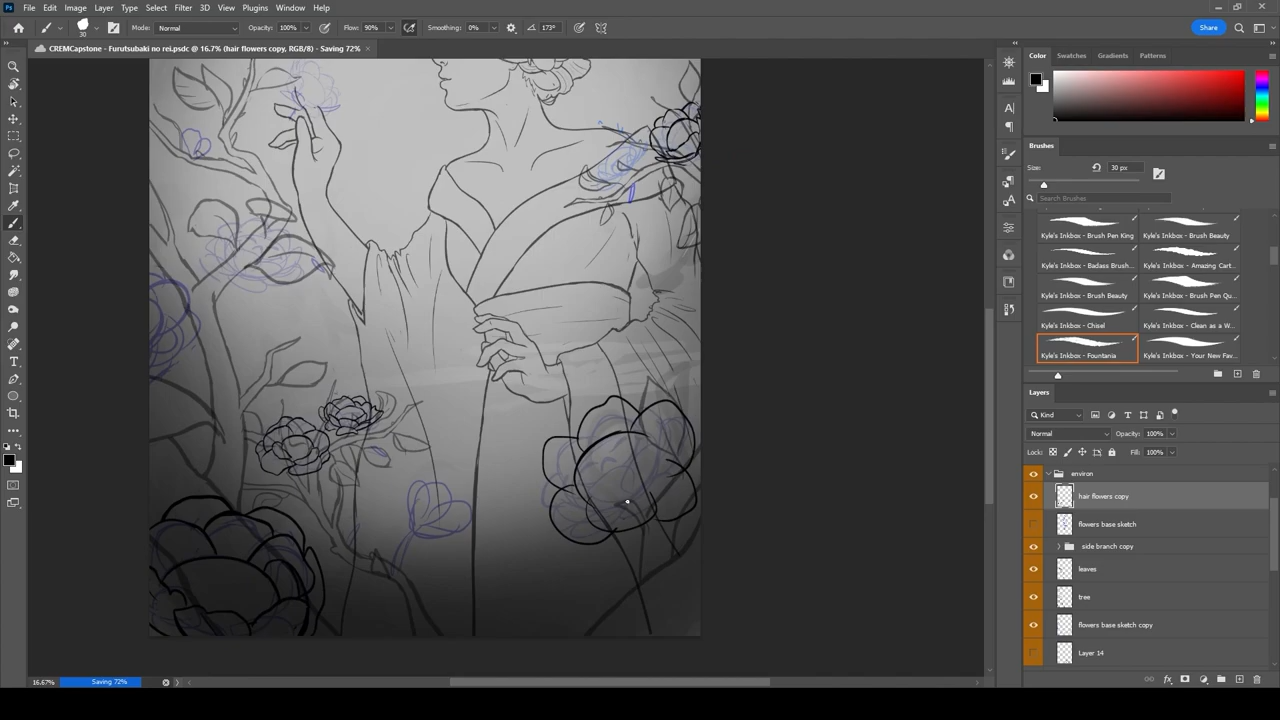 Ps File Edit Image Layer Type Select Filter 3D View Plugins Window Help
30 Mode: Normal Opacity: 100% Flow: 90% Smoothing: 0% 173° Share
CREMCapstone - Furutsubaki no rei.psdc @ 16.7% (hair flowers copy, RGB/8) - Saving 72% ×
Color Swatches Gradients Patterns
Brushes
Size: 30 px
Search Brushes
Kyle's Inkbox - Brush Pen King Kyle's Inkbox - Brush Beauty
Kyle's Inkbox - Badass Brush... Kyle's Inkbox - Amazing Cart...
Kyle's Inkbox - Brush Beauty Kyle's Inkbox - Brush Pen Qu...
Kyle's Inkbox - Chisel Kyle's Inkbox - Clean as a W...
Kyle's Inkbox - Fountania Kyle's Inkbox - Your New Fav...
Layers
Kind
Normal Opacity: 100%
Lock: Fill: 100%
environ
hair flowers copy
flowers base sketch
side branch copy
leaves
tree
flowers base sketch copy
Layer 14
16.67% Saving 72%